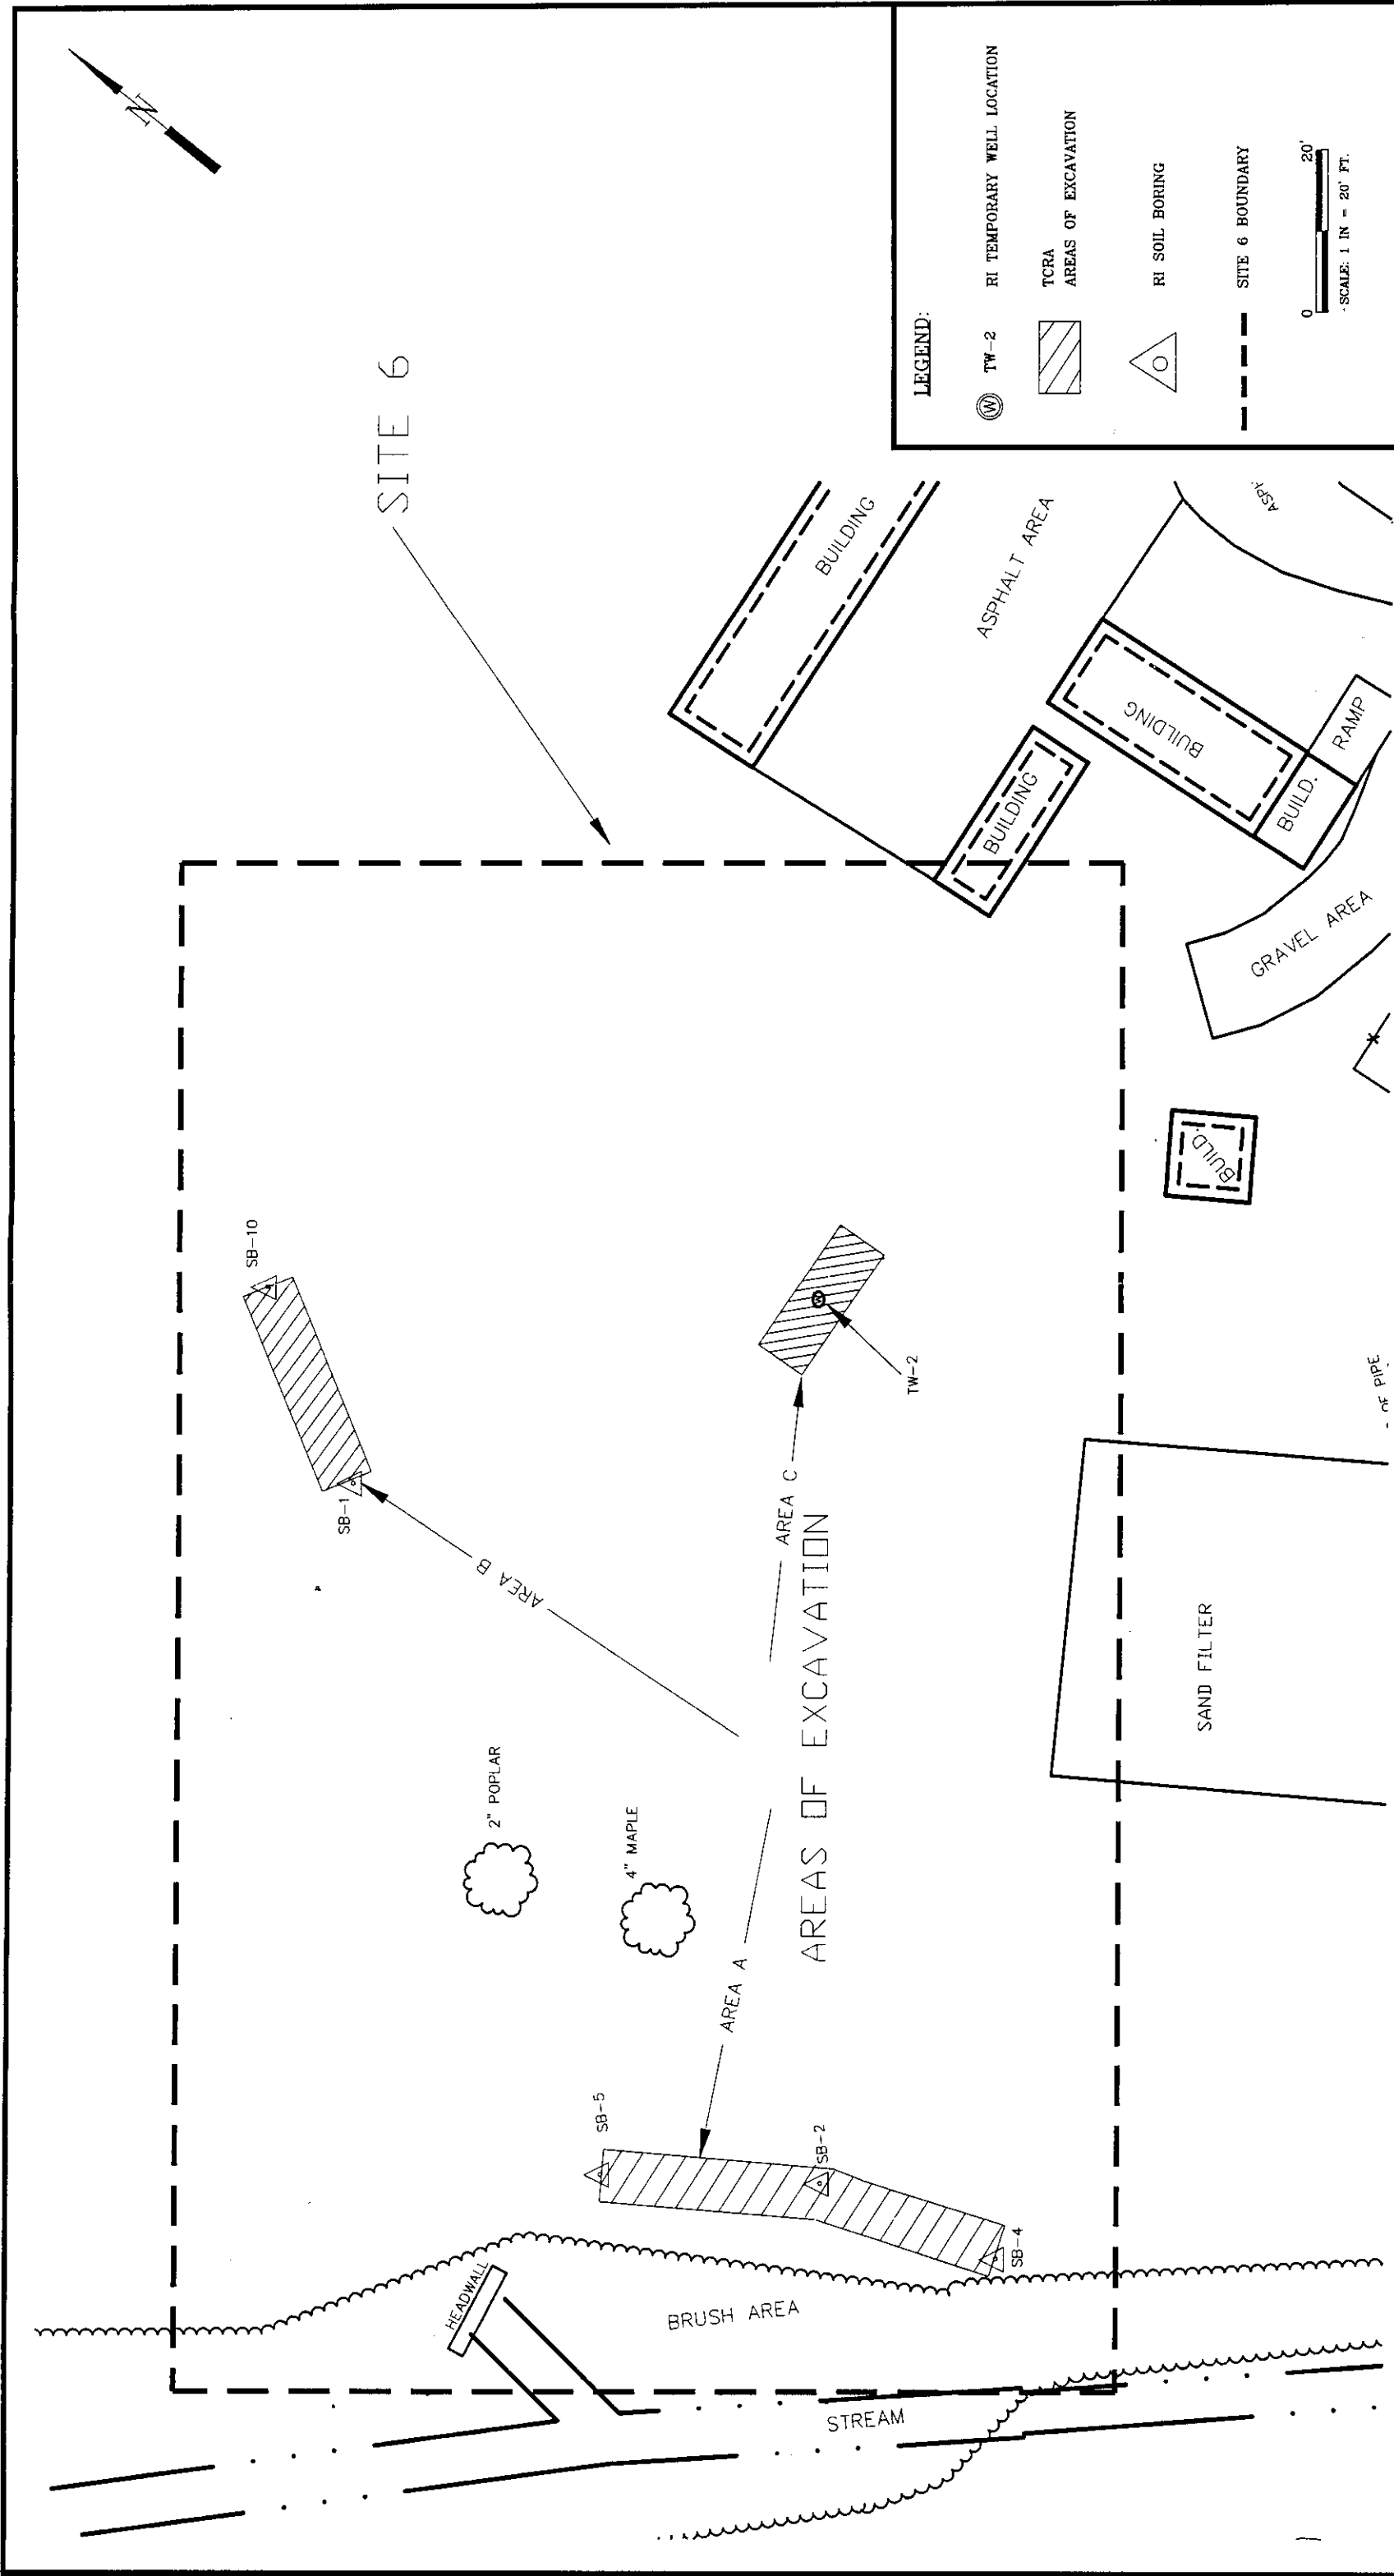 N
SITE 6
SB-10
SB-1
AREA B
2" POPLAR
4" MAPLE
AREA A
AREA C
AREAS OF EXCAVATION
TW-2
SB-5
SB-2
SB-4
HEADWALL
BRUSH AREA
STREAM
SAND FILTER
BUILDING
ASPHALT AREA
BUILDING
BUILDING
BUILD.
RAMP
GRAVEL AREA
BUILD.
OF PIPE
LEGEND:
W TW-2 RI TEMPORARY WELL LOCATION
TCRA
AREAS OF EXCAVATION
RI SOIL BORING
SITE 6 BOUNDARY
0 20'
SCALE: 1 IN = 20' FT.